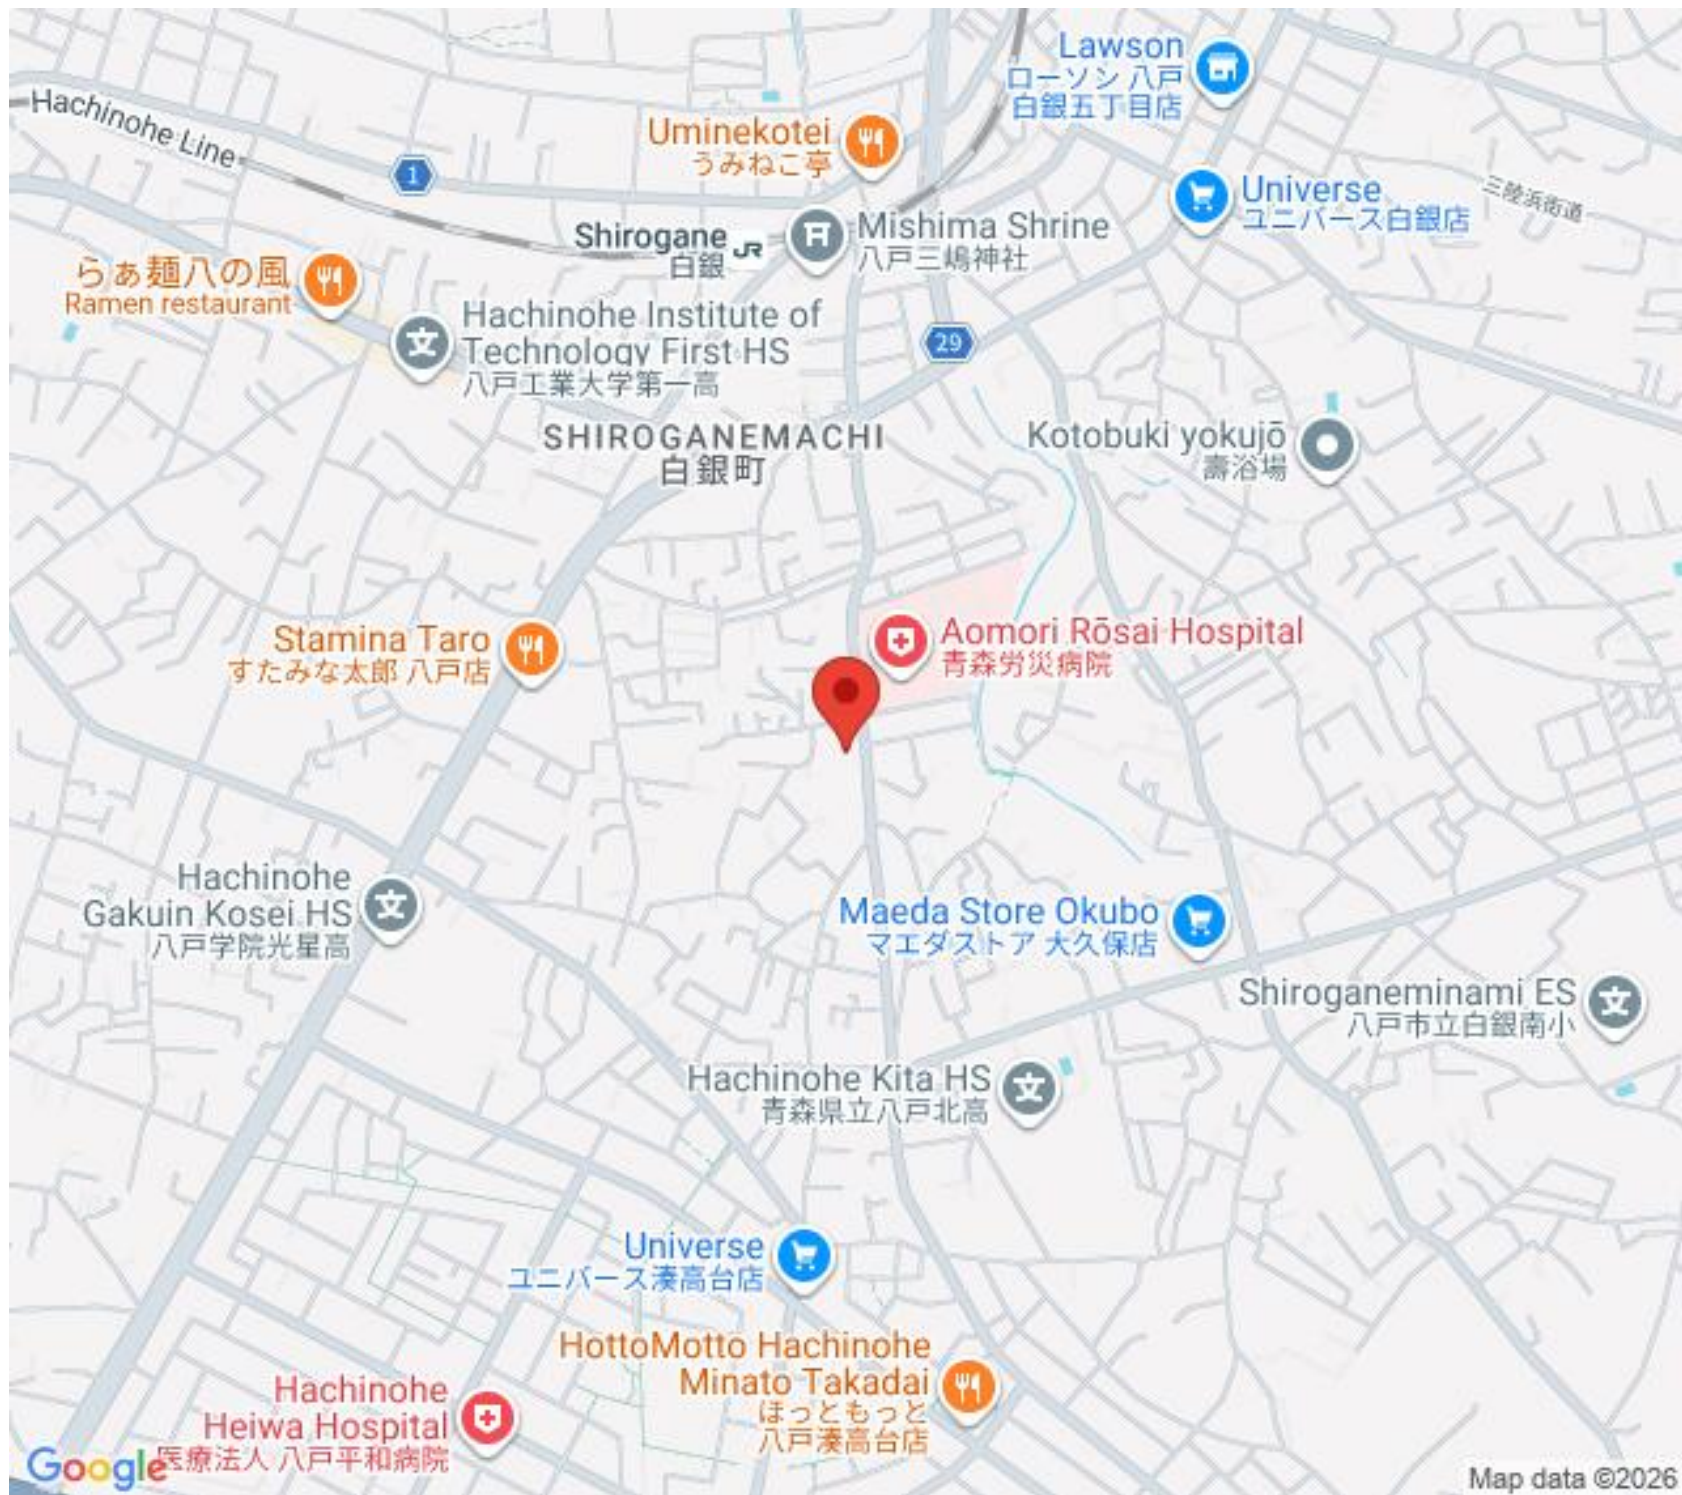 Lawson
ローソン 八戸
白銀五丁目店
Hachinohe Line
1
Uminekotei
うみねこ亭
Universe
ユニバース白銀店
三陸浜街道
Shirogane
白銀
JR
Mishima Shrine
八戸三嶋神社
らぁ麺八の風
Ramen restaurant
Hachinohe Institute of
Technology First HS
八戸工業大学第一高
29
SHIROGANEMACHI
白銀町
Kotobuki yokujō
壽浴場
Stamina Taro
すたみな太郎 八戸店
Aomori Rōsai Hospital
青森労災病院
Hachinohe
Gakuin Kosei HS
八戸学院光星高
Maeda Store Okubo
マエダストア 大久保店
Shiroganeminami ES
八戸市立白銀南小
Hachinohe Kita HS
青森県立八戸北高
Universe
ユニバース湊高台店
HottoMotto Hachinohe
Minato Takadai
ほっともっと
八戸湊高台店
Hachinohe
Heiwa Hospital
医療法人 八戸平和病院
Google
Map data ©2026